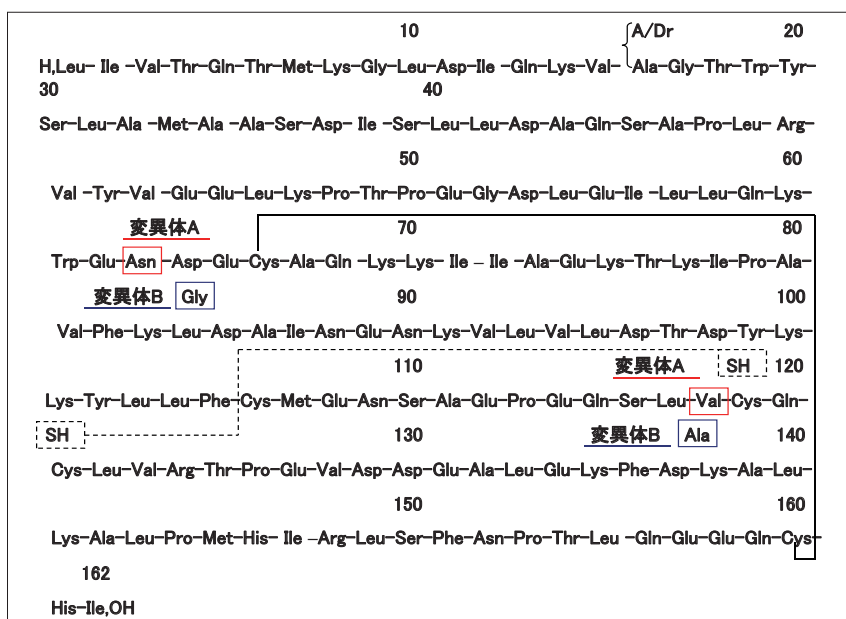 10 A/Dr 20
H,Leu- Ile -Val-Thr-Gln-Thr-Met-Lys-Gly-Leu-Asp-Ile -Gln-Lys-Val- Ala-Gly-Thr-Trp-Tyr-
30 40
Ser-Leu-Ala -Met-Ala -Ala-Ser-Asp- Ile -Ser-Leu-Leu-Asp-Ala-Gln-Ser-Ala-Pro-Leu- Arg-
50 60
Val -Tyr-Val -Glu-Glu-Leu-Lys-Pro-Thr-Pro-Glu-Gly-Asp-Leu-Glu-Ile -Leu-Leu-Gln-Lys-
変異体A 70 80
Trp-Glu-Asn -Asp-Glu-Cys-Ala-Gln -Lys-Lys- Ile – Ile -Ala-Glu-Lys-Thr-Lys-Ile-Pro-Ala-
変異体B Gly 90 100
Val-Phe-Lys-Leu-Asp-Ala-Ile-Asn-Glu-Asn-Lys-Val-Leu-Val-Leu-Asp-Thr-Asp-Tyr-Lys-
110 変異体A SH 120
Lys-Tyr-Leu-Leu-Phe-Cys-Met-Glu-Asn-Ser-Ala-Glu-Pro-Glu-Gln-Ser-Leu-Val-Cys-Gln-
SH 130 変異体B Ala 140
Cys-Leu-Val-Arg-Thr-Pro-Glu-Val-Asp-Asp-Glu-Ala-Leu-Glu-Lys-Phe-Asp-Lys-Ala-Leu-
150 160
Lys-Ala-Leu-Pro-Met-His- Ile –Arg-Leu-Ser-Phe-Asn-Pro-Thr-Leu -Gln-Glu-Glu-Gln-Cys-
162
His-Ile,OH